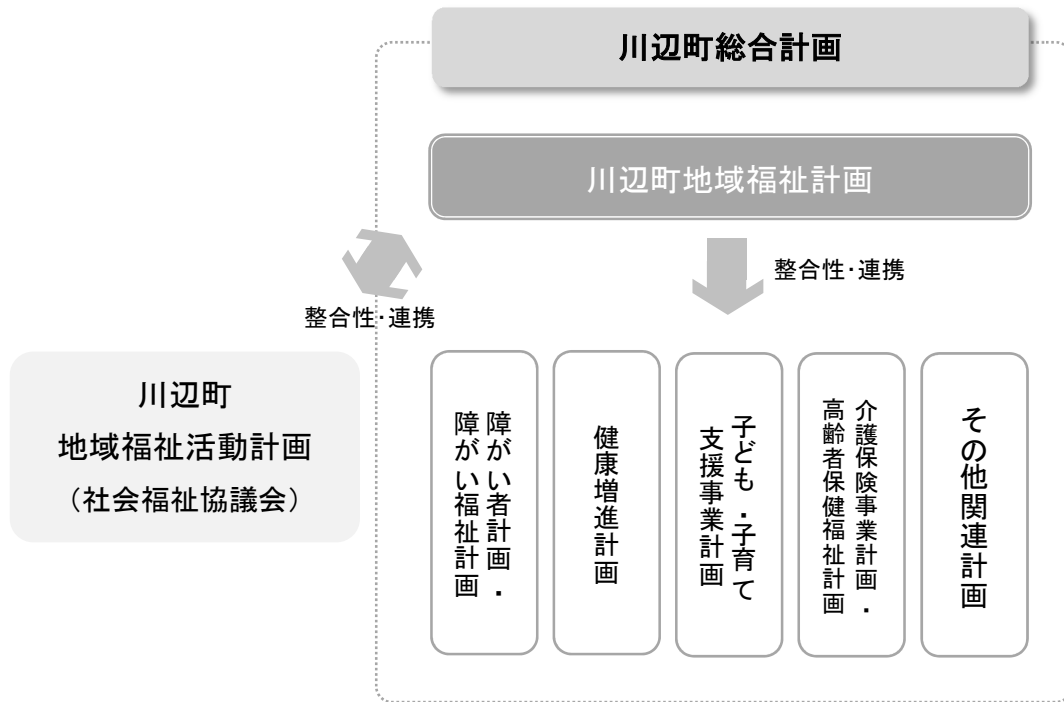 川辺町総合計画
川辺町地域福祉計画
整合性・連携
整合性・連携
川辺町
地域福祉活動計画
（社会福祉協議会）
障がい者計画・
障がい福祉計画
健康増進計画
子ども・子育て
支援事業計画
介護保険事業計画・
高齢者保健福祉計画
その他関連計画